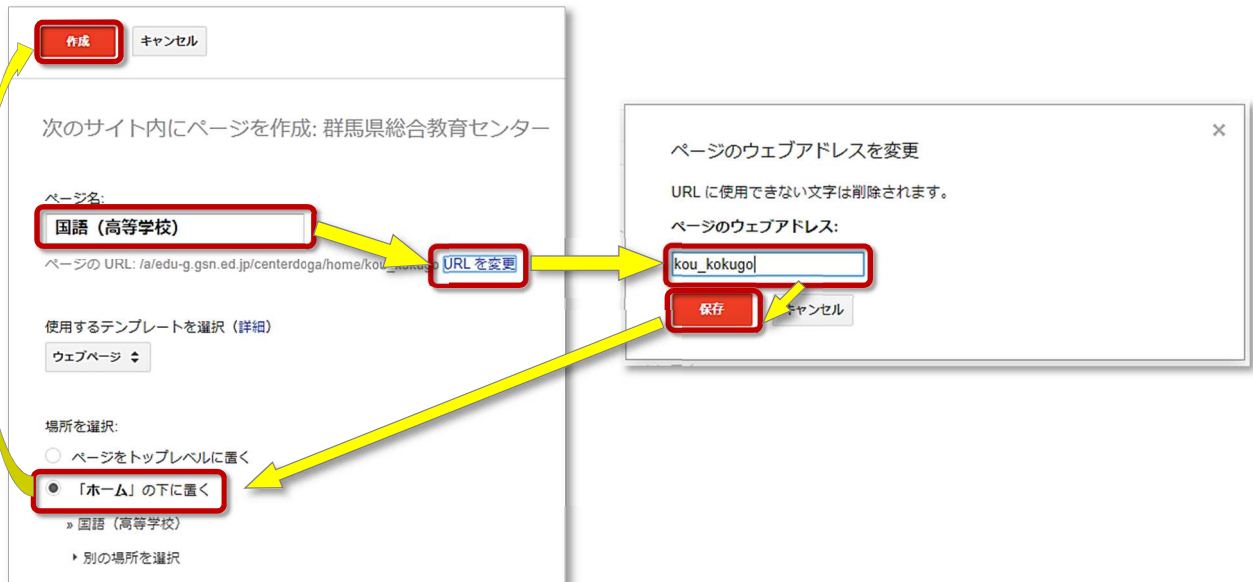 作成 キャンセル
次のサイト内にページを作成: 群馬県総合教育センター
ページ名:
国語（高等学校）
ページの URL: /a/edu-g.gsn.ed.jp/centerdoga/home/kou_kokugo URL を変更
使用するテンプレートを選択（詳細）
ウェブページ
場所を選択:
ページをトップレベルに置く
「ホーム」の下に置く
» 国語（高等学校）
別の場所を選択
ページのウェブアドレスを変更
×
URL に使用できない文字は削除されます。
ページのウェブアドレス:
kou_kokugo
保存 キャンセル